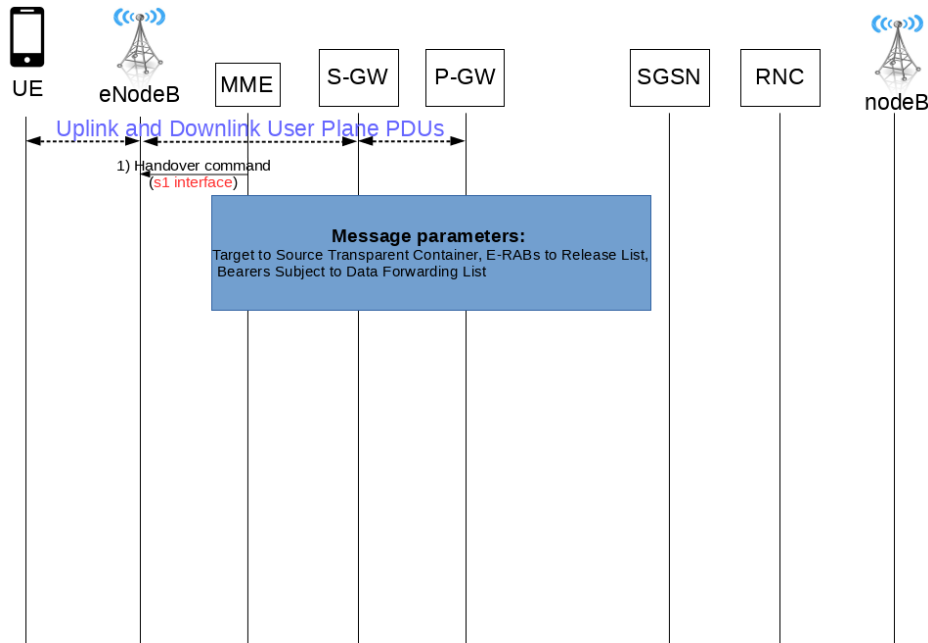 UE
eNodeB
MME
S-GW
P-GW
SGSN
RNC
nodeB
Uplink and Downlink User Plane PDUs
1) Handover command
(s1 interface)
Message parameters:
Target to Source Transparent Container, E-RABs to Release List,
Bearers Subject to Data Forwarding List